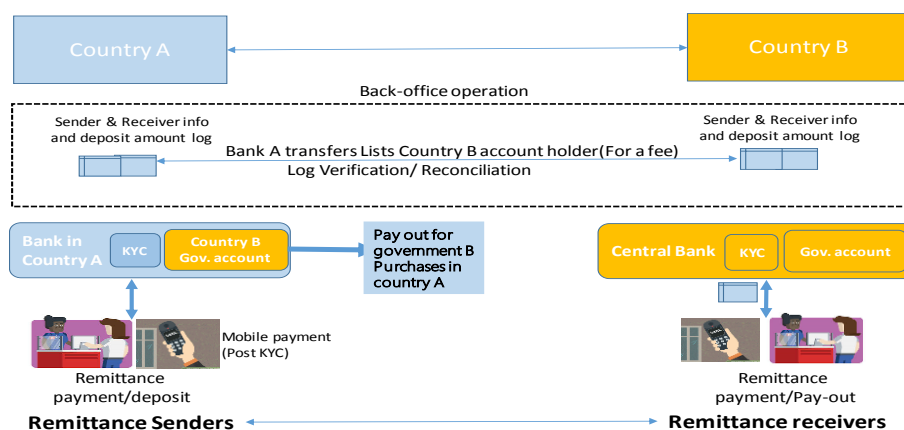 Country A
Country B
Back-office operation
Sender & Receiver info
and deposit amount log
Sender & Receiver info
and deposit amount log
Bank A transfers Lists Country B account holder(For a fee)
Log Verification/ Reconciliation
Bank in
Country A
KYC
Country B
Gov. account
Pay out for
government B
Purchases in
country A
Central Bank
KYC
Gov. account
Mobile payment
(Post KYC)
Remittance
payment/deposit
Remittance
payment/Pay-out
Remittance Senders
Remittance receivers